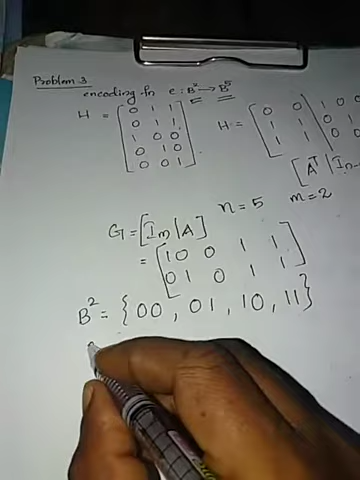 Problem 3
encoding fn e : B² → B⁵
H = [0 1 1
0 1 1
1 0 0
0 1 0
0 0 1]
H = [0 0 | 1 0 0
1 1 | 0 1
1 1 | 0 0
[Aᵀ | Iₙ₋
n = 5 m = 2
G = [Iₘ | A]
= [1 0 0 1 1
0 1 0 1 1]
B² = {00, 01, 10, 11}